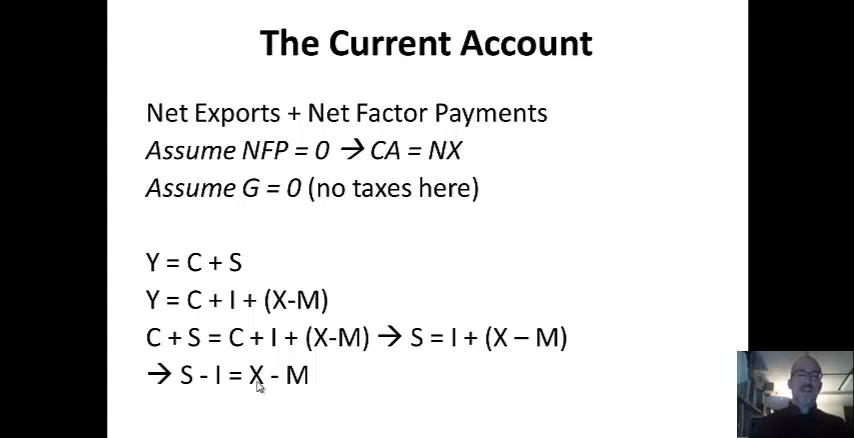 The Current Account
Net Exports + Net Factor Payments
Assume NFP = 0 → CA = NX
Assume G = 0 (no taxes here)
Y = C + S
Y = C + I + (X-M)
C + S = C + I + (X-M) → S = I + (X – M)
→ S - I = X - M